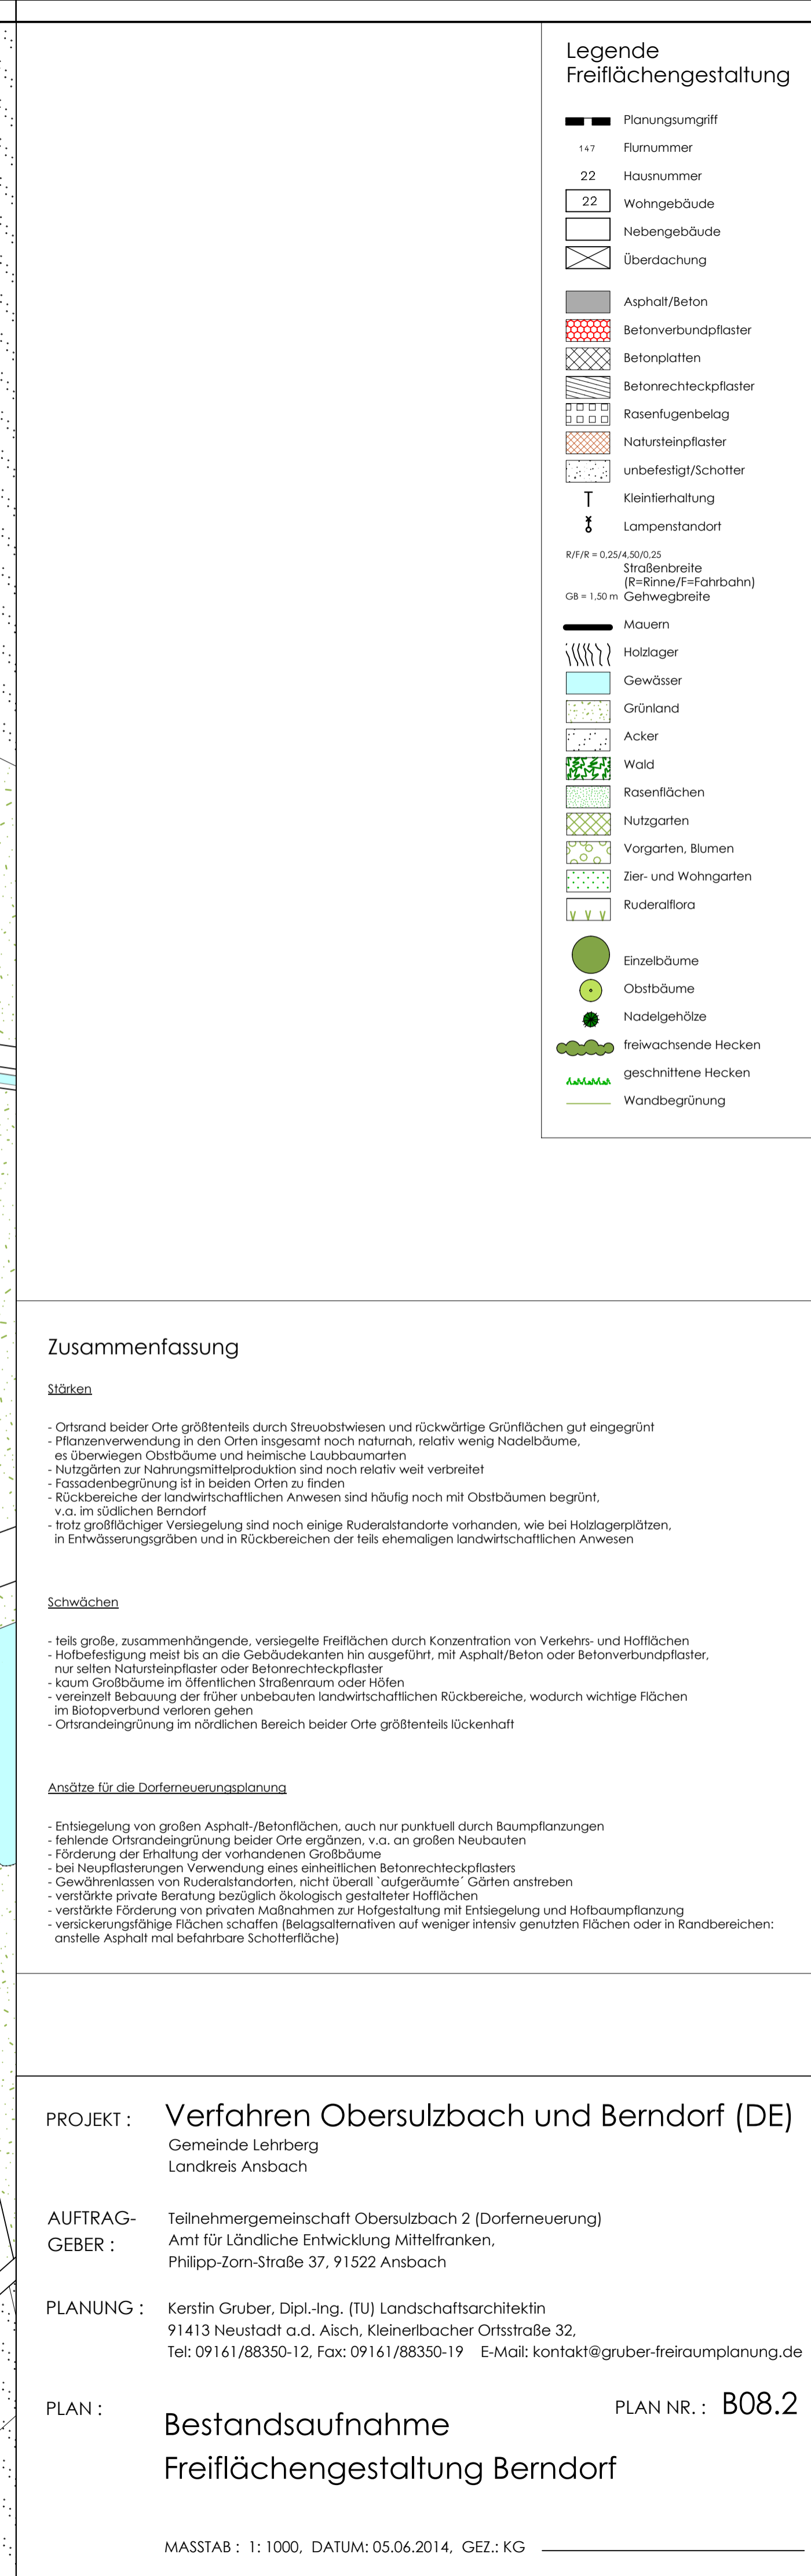 Legende
Freiflächengestaltung
Planungsumgriff
147 Flurnummer
22 Hausnummer
22 Wohngebäude
Nebengebäude
Überdachung
Asphalt/Beton
Betonverbundpflaster
Betonplatten
Betonrechteckpflaster
Rasenfugenbelag
Natursteinpflaster
unbefestigt/Schotter
T Kleintierhaltung
Lampenstandort
R/F/R = 0,25/4,50/0,25
Straßenbreite
(R=Rinne/F=Fahrbahn)
GB = 1,50 m Gehwegbreite
Mauern
Holzlager
Gewässer
Grünland
Acker
Wald
Rasenflächen
Nutzgarten
Vorgarten, Blumen
Zier- und Wohngarten
Ruderalflora
Einzelbäume
Obstbäume
Nadelgehölze
freiwachsende Hecken
geschnittene Hecken
Wandbegrünung
Zusammenfassung
Stärken
- Ortsrand beider Orte größtenteils durch Streuobstwiesen und rückwärtige Grünflächen gut eingegrünt
- Pflanzenverwendung in den Orten insgesamt noch naturnah, relativ wenig Nadelbäume,
es überwiegen Obstbäume und heimische Laubbaumarten
- Nutzgärten zur Nahrungsmittelproduktion sind noch relativ weit verbreitet
- Fassadenbegrünung ist in beiden Orten zu finden
- Rückbereiche der landwirtschaftlichen Anwesen sind häufig noch mit Obstbäumen begrünt,
v.a. im südlichen Berndorf
- trotz großflächiger Versiegelung sind noch einige Ruderalstandorte vorhanden, wie bei Holzlagerplätzen,
in Entwässerungsgräben und in Rückbereichen der teils ehemaligen landwirtschaftlichen Anwesen
Schwächen
- teils große, zusammenhängende, versiegelte Freiflächen durch Konzentration von Verkehrs- und Hofflächen
- Hofbefestigung meist bis an die Gebäudekanten hin ausgeführt, mit Asphalt/Beton oder Betonverbundpflaster,
nur selten Natursteinpflaster oder Betonrechteckpflaster
- kaum Großbäume im öffentlichen Straßenraum oder Höfen
- vereinzelt Bebauung der früher unbebauten landwirtschaftlichen Rückbereiche, wodurch wichtige Flächen
im Biotopverbund verloren gehen
- Ortsrandeingrünung im nördlichen Bereich beider Orte größtenteils lückenhaft
Ansätze für die Dorferneuerungsplanung
- Entsiegelung von großen Asphalt-/Betonflächen, auch nur punktuell durch Baumpflanzungen
- fehlende Ortsrandeingrünung beider Orte ergänzen, v.a. an großen Neubauten
- Förderung der Erhaltung der vorhandenen Großbäume
- bei Neupflasterungen Verwendung eines einheitlichen Betonrechteckpflasters
- Gewährenlassen von Ruderalstandorten, nicht überall `aufgeräumte´ Gärten anstreben
- verstärkte private Beratung bezüglich ökologisch gestalteter Hofflächen
- verstärkte Förderung von privaten Maßnahmen zur Hofgestaltung mit Entsiegelung und Hofbaumpflanzung
- versickerungsfähige Flächen schaffen (Belagsalternativen auf weniger intensiv genutzten Flächen oder in Randbereichen:
anstelle Asphalt mal befahrbare Schotterfläche)
PROJEKT : Verfahren Obersulzbach und Berndorf (DE)
Gemeinde Lehrberg
Landkreis Ansbach
AUFTRAG- Teilnehmergemeinschaft Obersulzbach 2 (Dorferneuerung)
GEBER : Amt für Ländliche Entwicklung Mittelfranken,
Philipp-Zorn-Straße 37, 91522 Ansbach
PLANUNG : Kerstin Gruber, Dipl.-Ing. (TU) Landschaftsarchitektin
91413 Neustadt a.d. Aisch, Kleinerlbacher Ortsstraße 32,
Tel: 09161/88350-12, Fax: 09161/88350-19 E-Mail: kontakt@gruber-freiraumplanung.de
PLAN : PLAN NR. : B08.2
Bestandsaufnahme
Freiflächengestaltung Berndorf
MASSTAB : 1: 1000, DATUM: 05.06.2014, GEZ.: KG